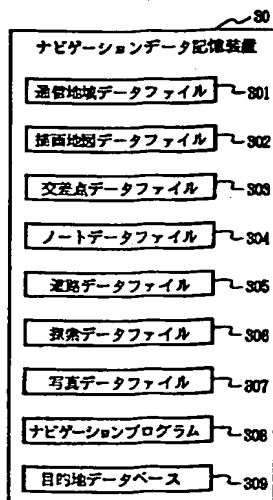 30
ナビゲーションデータ記憶装置
通信地域データファイル 301
描画地図データファイル 302
交差点データファイル 303
ノードデータファイル 304
道路データファイル 305
探索データファイル 306
写真データファイル 307
ナビゲーションプログラム 308
目的地データベース 309